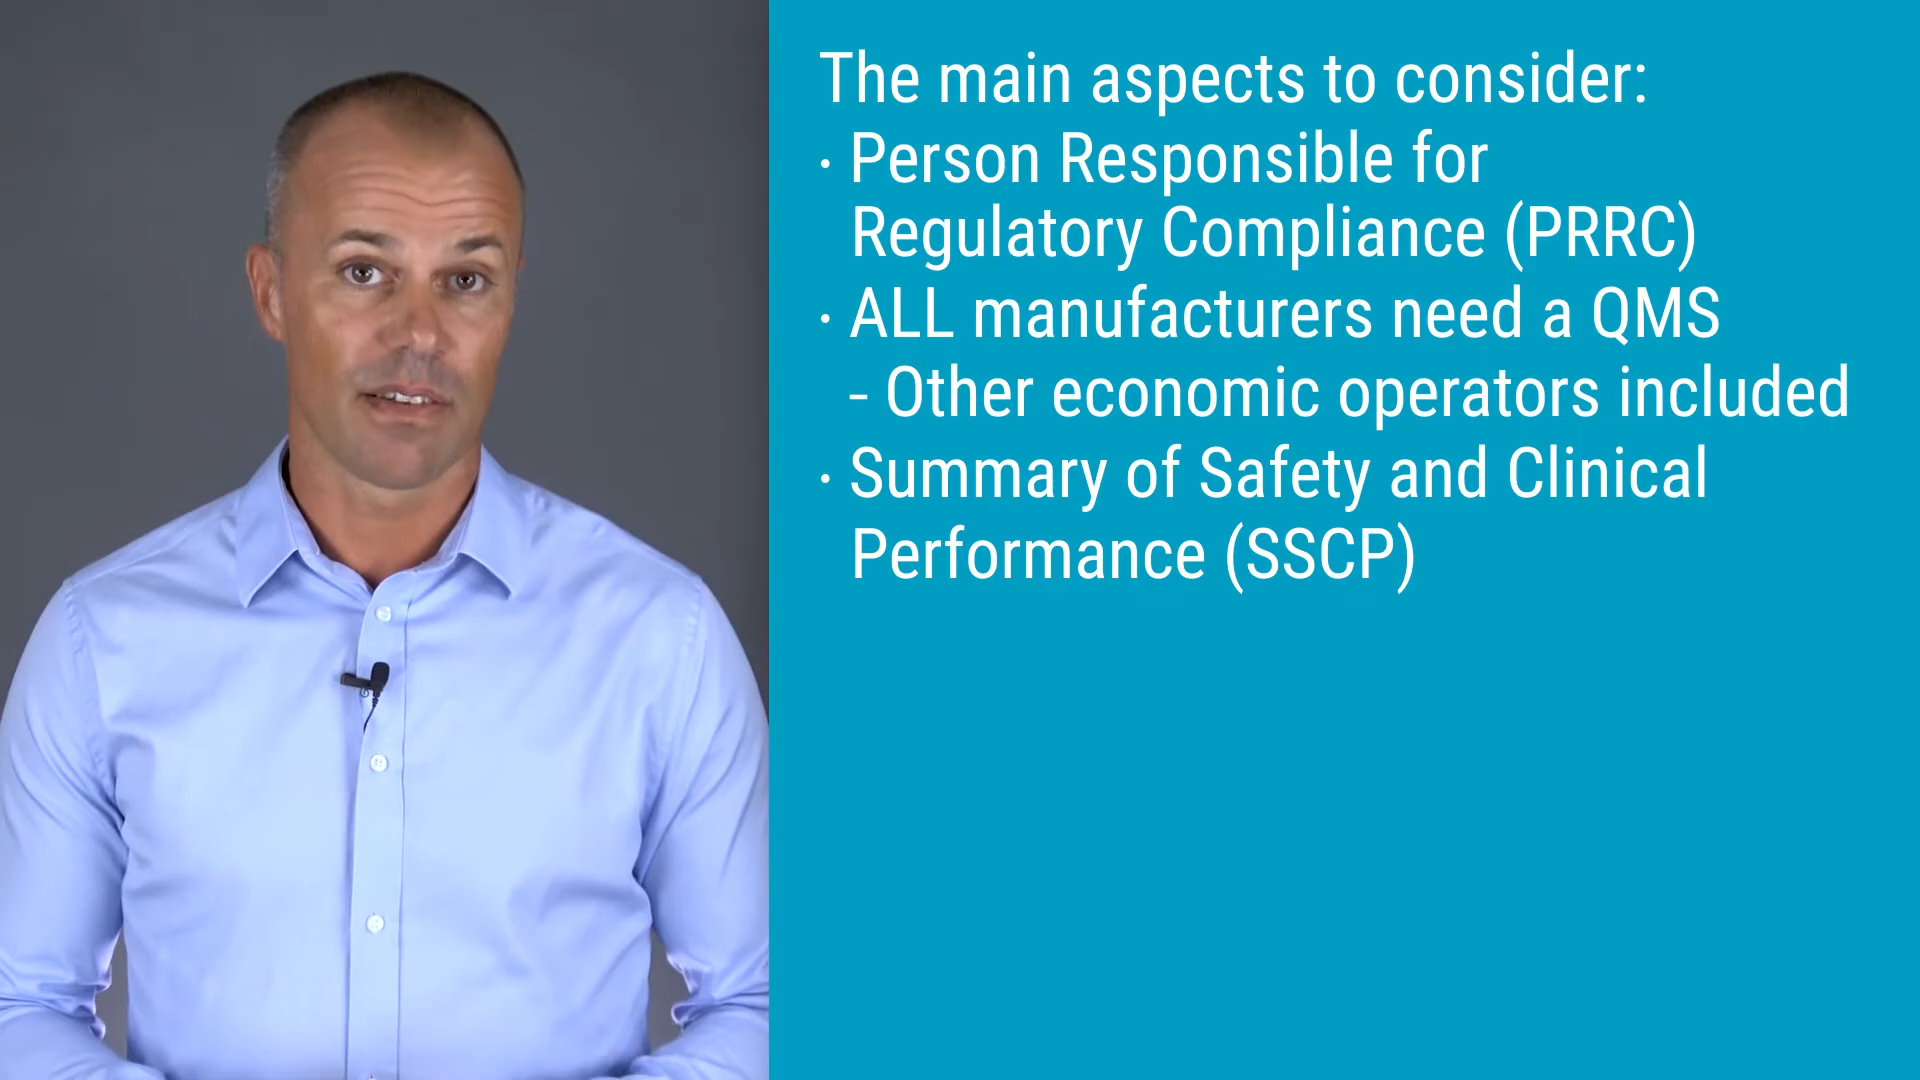 The main aspects to consider:
· Person Responsible for
Regulatory Compliance (PRRC)
· ALL manufacturers need a QMS
- Other economic operators included
· Summary of Safety and Clinical
Performance (SSCP)